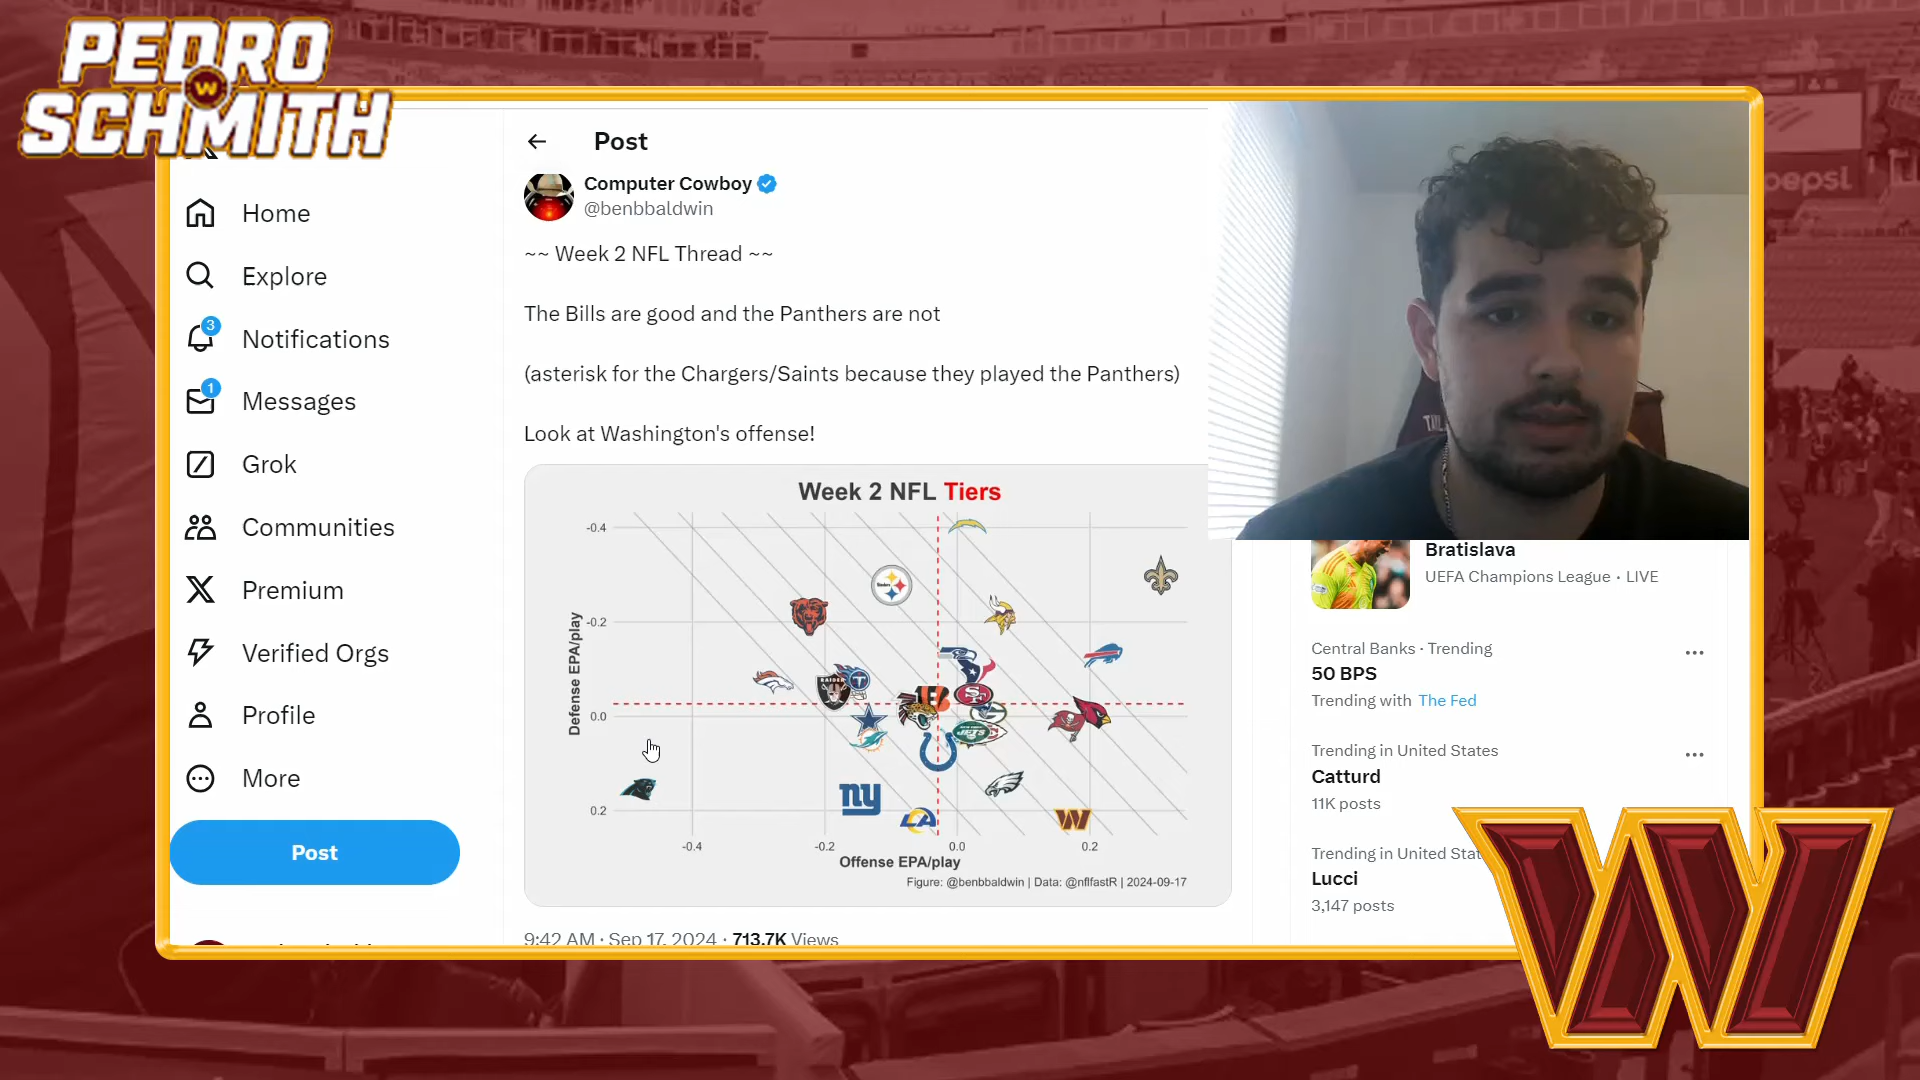 PEDRO
SCHMITH
Post
Computer Cowboy
@benbbaldwin
~~ Week 2 NFL Thread ~~
The Bills are good and the Panthers are not
(asterisk for the Chargers/Saints because they played the Panthers)
Look at Washington's offense!
Home
Explore
3
Notifications
1
Messages
Grok
Communities
Premium
Verified Orgs
Profile
More
Post
Week 2 NFL Tiers
-0.4
-0.2
0.0
0.2
Defense EPA/play
Steelers
RAIDERS
JETS
ny
LA
-0.4
-0.2
0.0
0.2
Offense EPA/play
Figure: @benbbaldwin | Data: @nflfastR | 2024-09-17
9:42 AM · Sep 17, 2024 · 713.7K Views
Bratislava
UEFA Champions League · LIVE
Central Banks · Trending
50 BPS
Trending with The Fed
Trending in United States
Catturd
11K posts
Trending in United Stat
Lucci
3,147 posts
pepsi
W